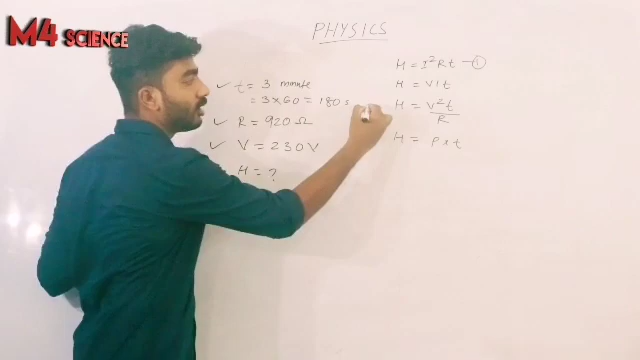 M4 SCIENCE
PHYSICS
✓ t = 3 minute
= 3 × 60 = 180 s
✓ R = 920 Ω
✓ V = 230 V
H = ?
H = I²Rt —①
H = VIt
H = V²t/R
H = P x t